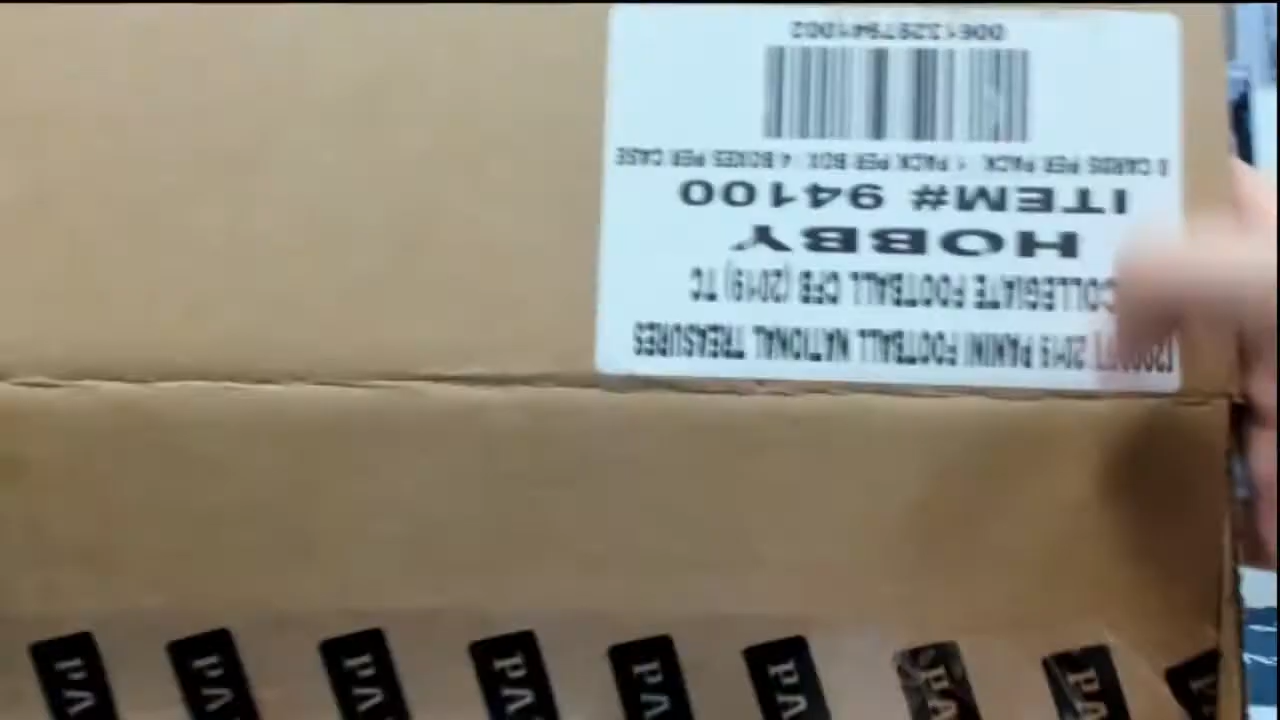 2019 PANINI FOOTBALL NATIONAL TREASURES
COLLEGIATE FOOTBALL CFB (2019) TC
HOBBY
ITEM# 94100
CARDS PER PACK 1 PACK PER BOX 4 BOXES PER CASE
00613297941002